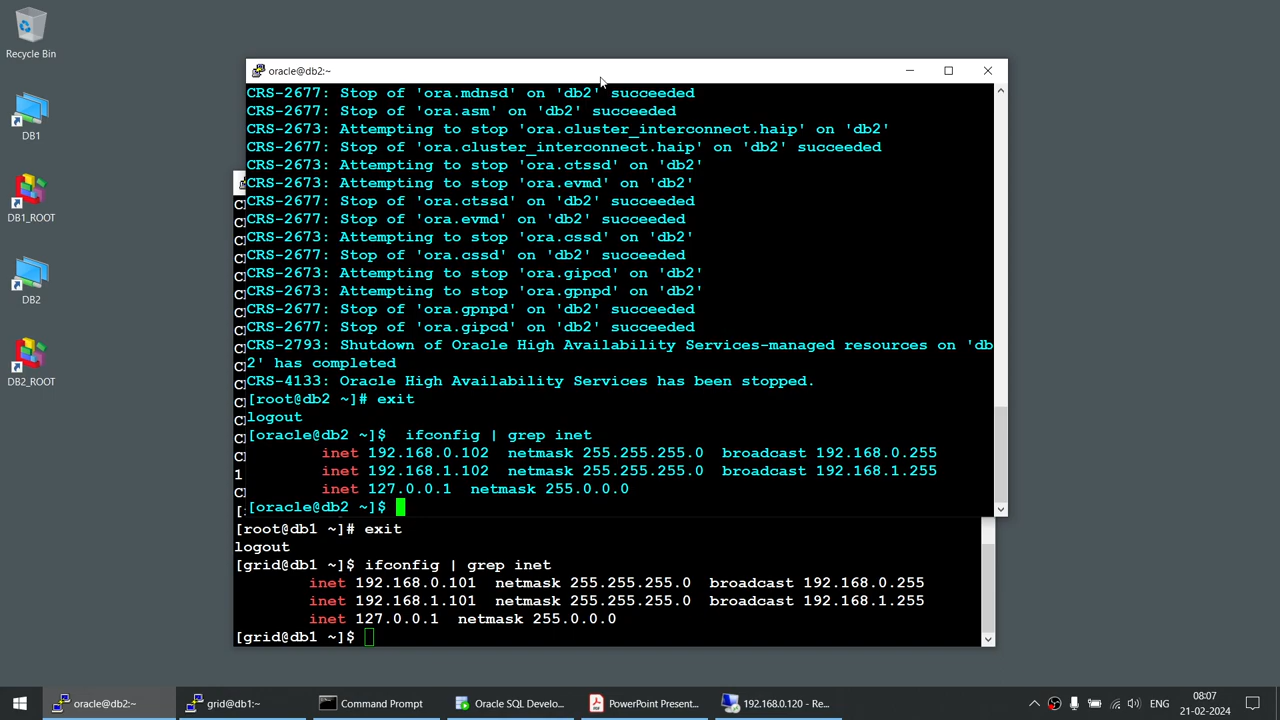 Recycle Bin
DB1
DB1_ROOT
DB2
DB2_ROOT
oracle@db2:~
CRS-2677: Stop of 'ora.mdnsd' on 'db2' succeeded
CRS-2677: Stop of 'ora.asm' on 'db2' succeeded
CRS-2673: Attempting to stop 'ora.cluster_interconnect.haip' on 'db2'
CRS-2677: Stop of 'ora.cluster_interconnect.haip' on 'db2' succeeded
CRS-2673: Attempting to stop 'ora.ctssd' on 'db2'
CRS-2673: Attempting to stop 'ora.evmd' on 'db2'
CRS-2677: Stop of 'ora.ctssd' on 'db2' succeeded
CRS-2677: Stop of 'ora.evmd' on 'db2' succeeded
CRS-2673: Attempting to stop 'ora.cssd' on 'db2'
CRS-2677: Stop of 'ora.cssd' on 'db2' succeeded
CRS-2673: Attempting to stop 'ora.gipcd' on 'db2'
CRS-2673: Attempting to stop 'ora.gpnpd' on 'db2'
CRS-2677: Stop of 'ora.gpnpd' on 'db2' succeeded
CRS-2677: Stop of 'ora.gipcd' on 'db2' succeeded
CRS-2793: Shutdown of Oracle High Availability Services-managed resources on 'db
2' has completed
CRS-4133: Oracle High Availability Services has been stopped.
[root@db2 ~]# exit
logout
[oracle@db2 ~]$  ifconfig | grep inet
inet 192.168.0.102  netmask 255.255.255.0  broadcast 192.168.0.255
inet 192.168.1.102  netmask 255.255.255.0  broadcast 192.168.1.255
inet 127.0.0.1  netmask 255.0.0.0
[oracle@db2 ~]$
[root@db1 ~]# exit
logout
[grid@db1 ~]$ ifconfig | grep inet
inet 192.168.0.101  netmask 255.255.255.0  broadcast 192.168.0.255
inet 192.168.1.101  netmask 255.255.255.0  broadcast 192.168.1.255
inet 127.0.0.1  netmask 255.0.0.0
[grid@db1 ~]$
oracle@db2:~
grid@db1:~
Command Prompt
Oracle SQL Develo...
PowerPoint Present...
192.168.0.120 - Re...
ENG
08:07
21-02-2024